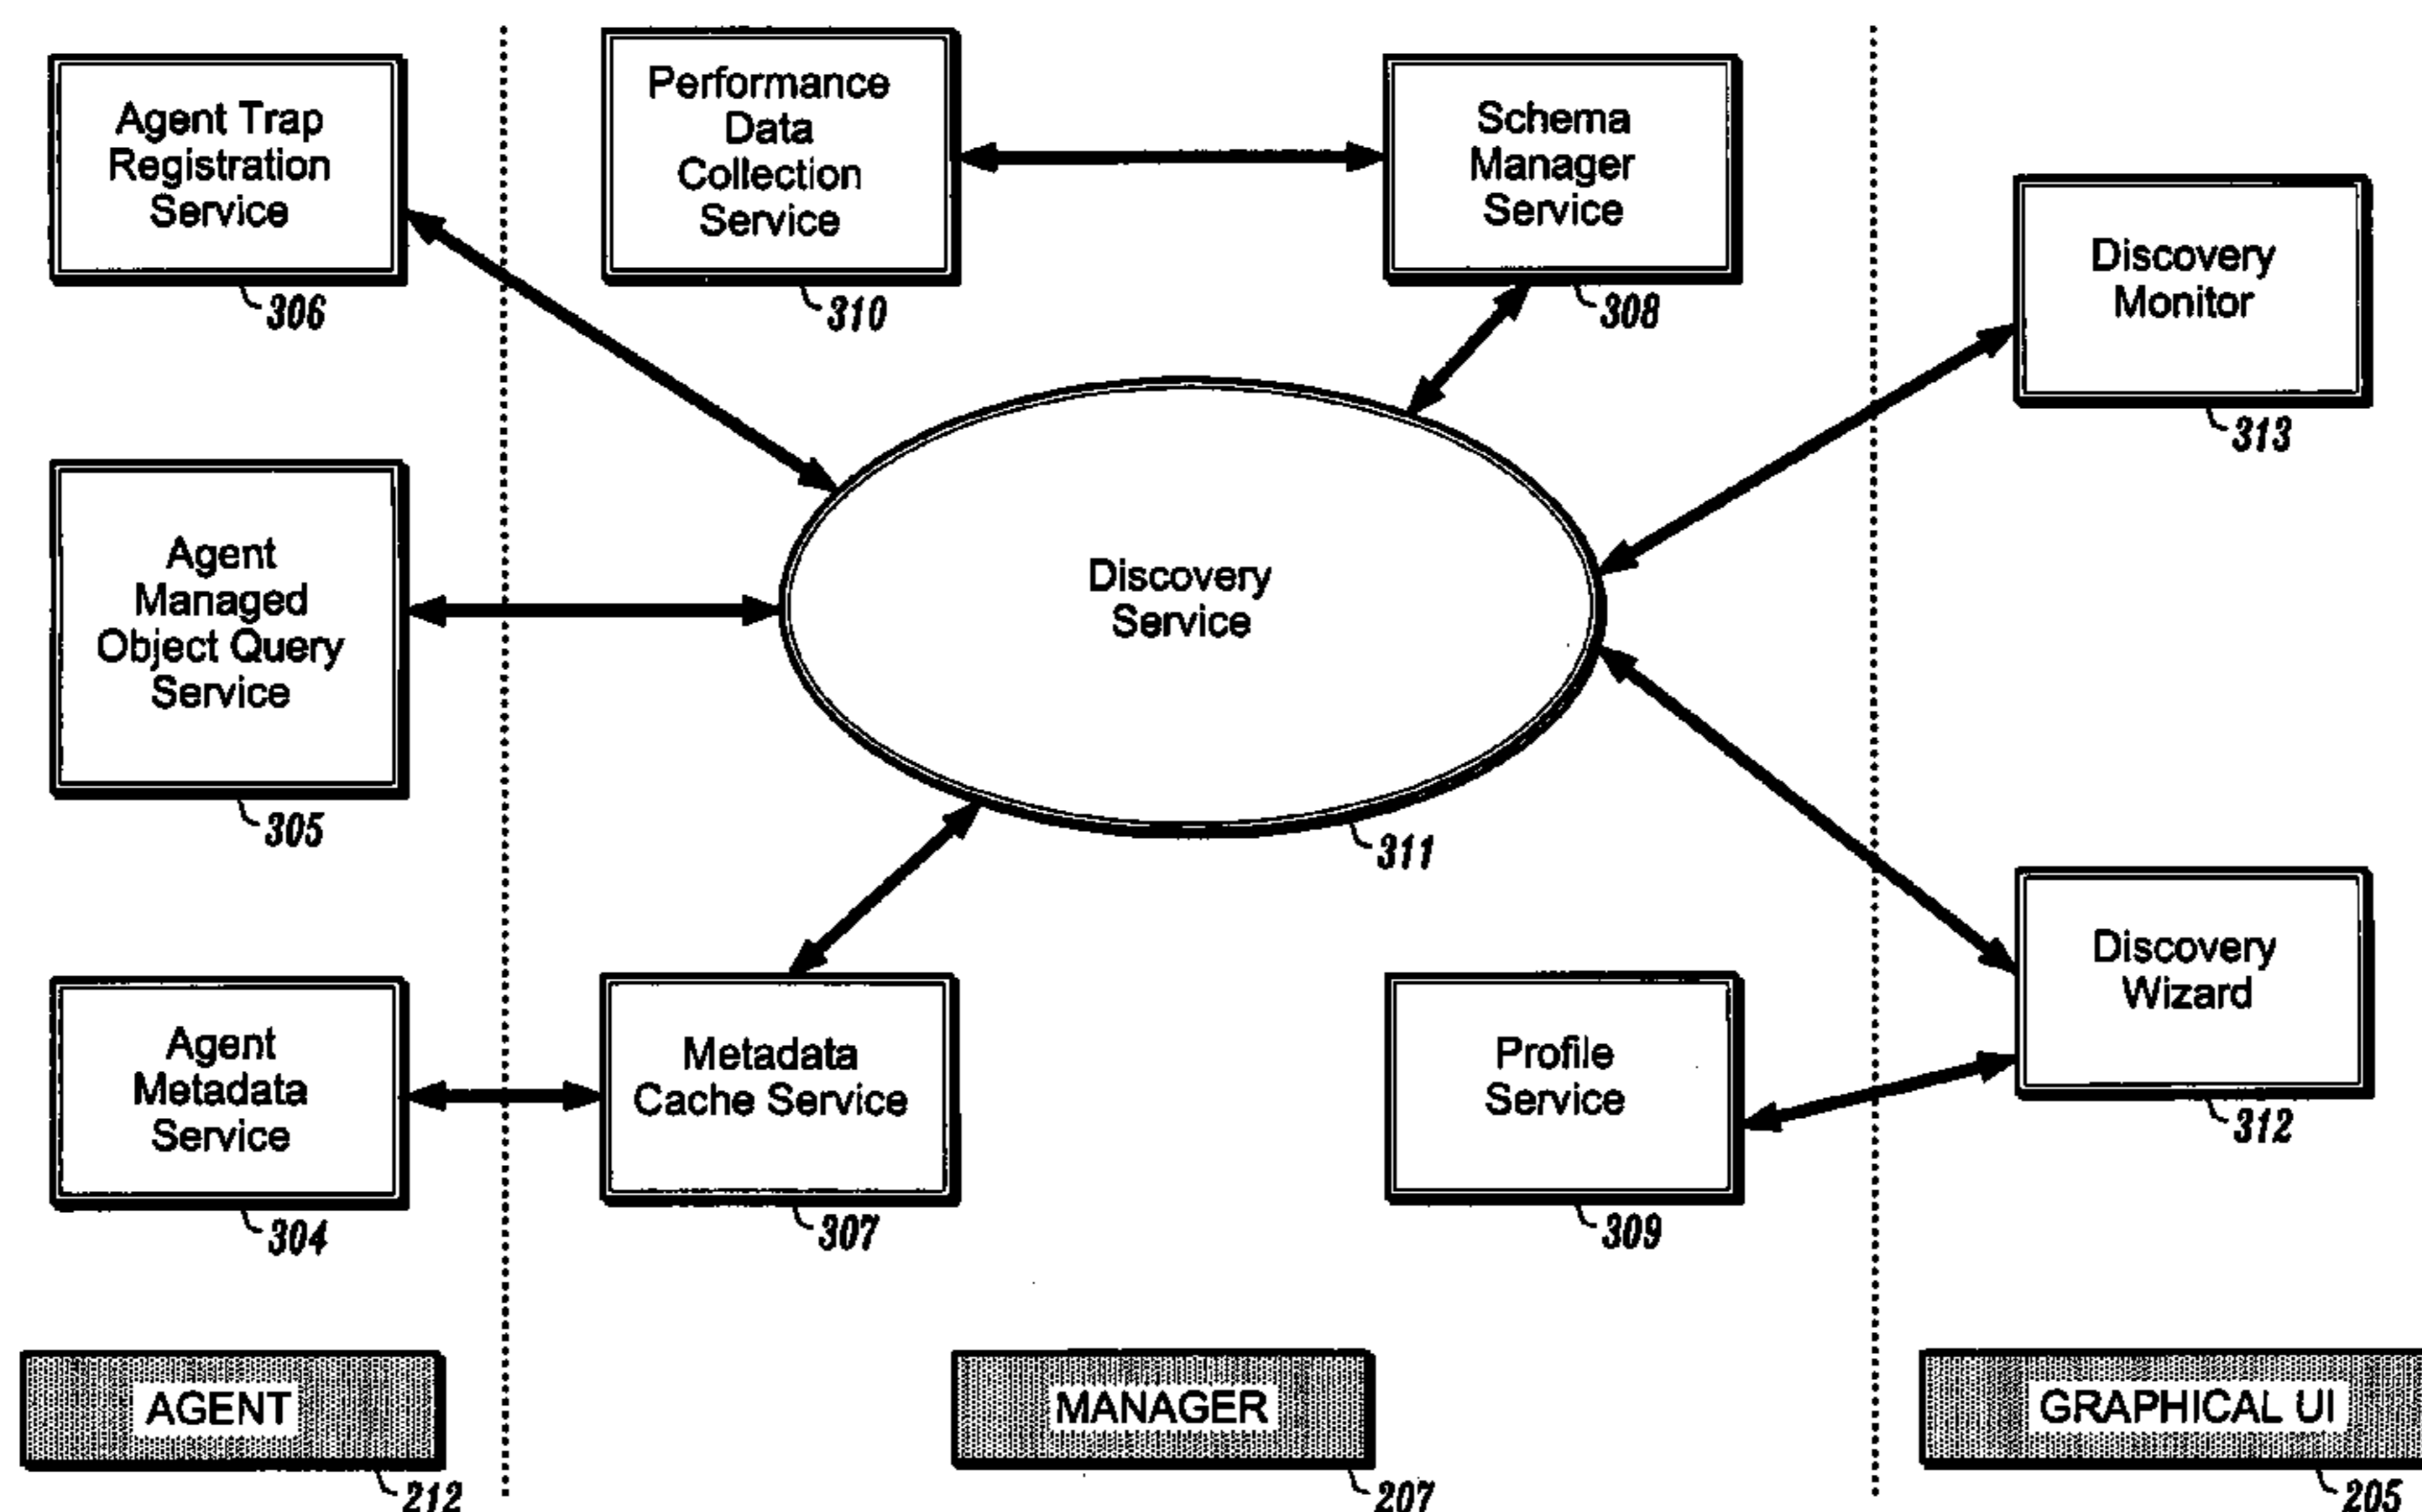 Agent Trap
Registration
Service
306
Performance
Data
Collection
Service
310
Schema
Manager
Service
308
Discovery
Monitor
313
Agent
Managed
Object Query
Service
305
Discovery
Service
311
Agent
Metadata
Service
304
Metadata
Cache Service
307
Profile
Service
309
Discovery
Wizard
312
AGENT
212
MANAGER
207
GRAPHICAL UI
205